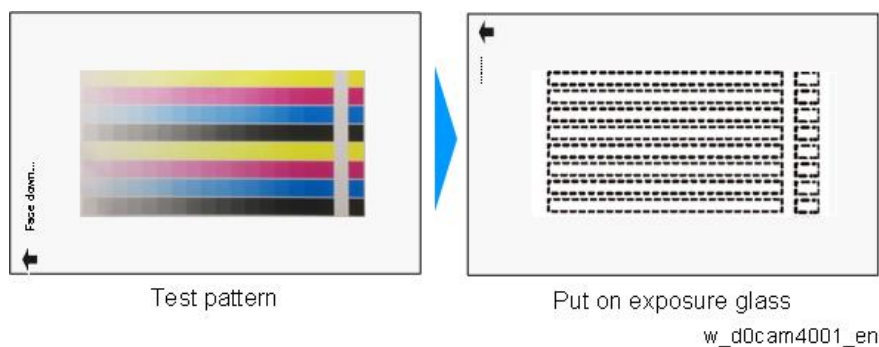 Face down...
Test pattern
Put on exposure glass
w_d0cam4001_en